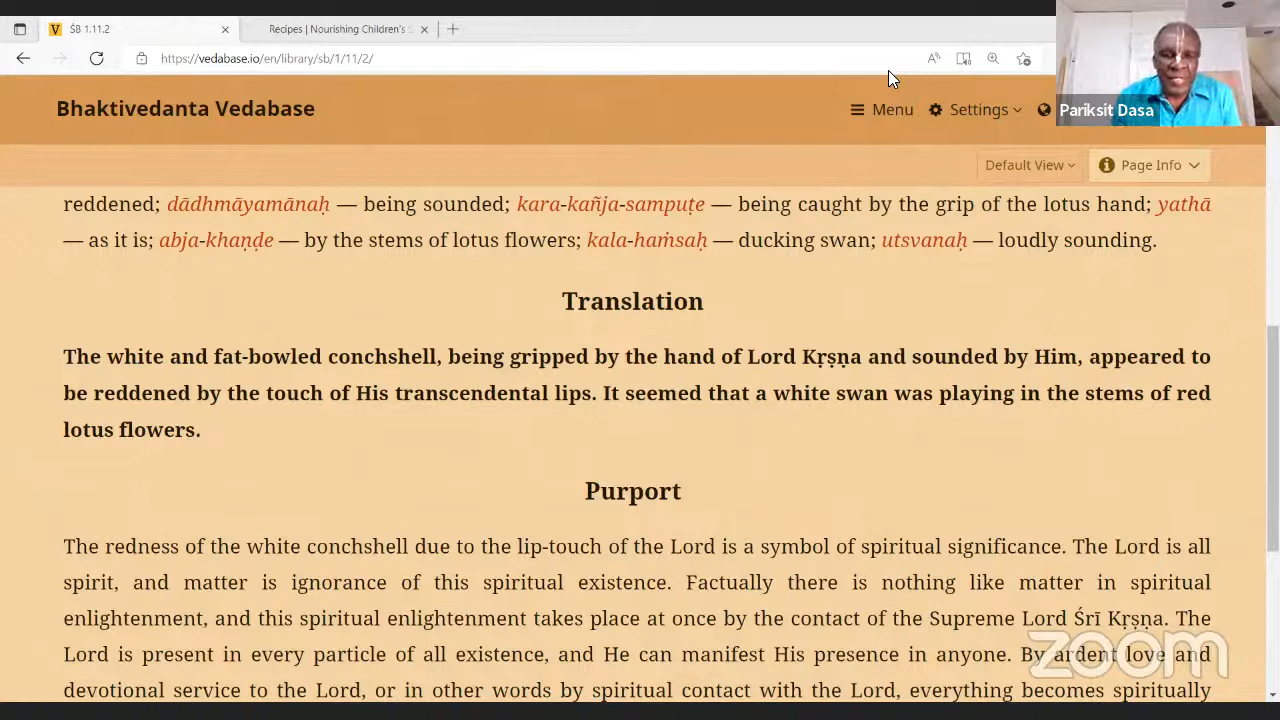 ŚB 1.11.2
Recipes | Nourishing Children's
https://vedabase.io/en/library/sb/1/11/2/
Bhaktivedanta Vedabase
Menu
Settings
Pariksit Dasa
Default View
Page Info
reddened; dādhmāyamānaḥ — being sounded; kara-kañja-sampuṭe — being caught by the grip of the lotus hand; yathā
— as it is; abja-khaṇḍe — by the stems of lotus flowers; kala-haṁsaḥ — ducking swan; utsvanaḥ — loudly sounding.
Translation
The white and fat-bowled conchshell, being gripped by the hand of Lord Kṛṣṇa and sounded by Him, appeared to
be reddened by the touch of His transcendental lips. It seemed that a white swan was playing in the stems of red
lotus flowers.
Purport
The redness of the white conchshell due to the lip-touch of the Lord is a symbol of spiritual significance. The Lord is all
spirit, and matter is ignorance of this spiritual existence. Factually there is nothing like matter in spiritual
enlightenment, and this spiritual enlightenment takes place at once by the contact of the Supreme Lord Śrī Kṛṣṇa. The
Lord is present in every particle of all existence, and He can manifest His presence in anyone. By ardent love and
devotional service to the Lord, or in other words by spiritual contact with the Lord, everything becomes spiritually
zoom